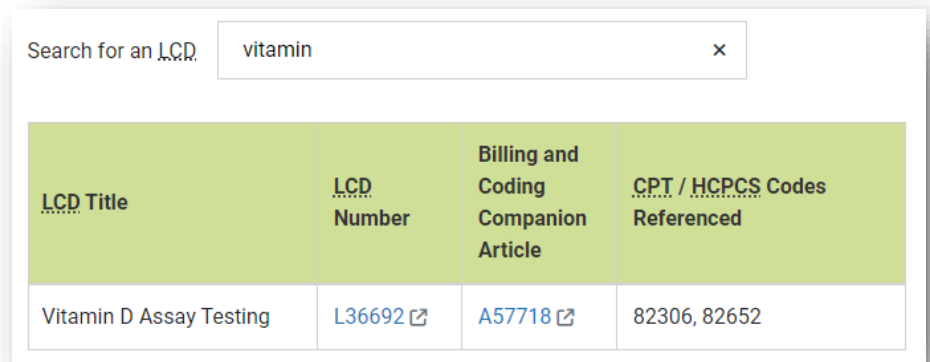 Search for an LCD
vitamin ×
LCD Title
LCD
Number
Billing and
Coding
Companion
Article
CPT / HCPCS Codes
Referenced
Vitamin D Assay Testing
L36692
A57718
82306, 82652